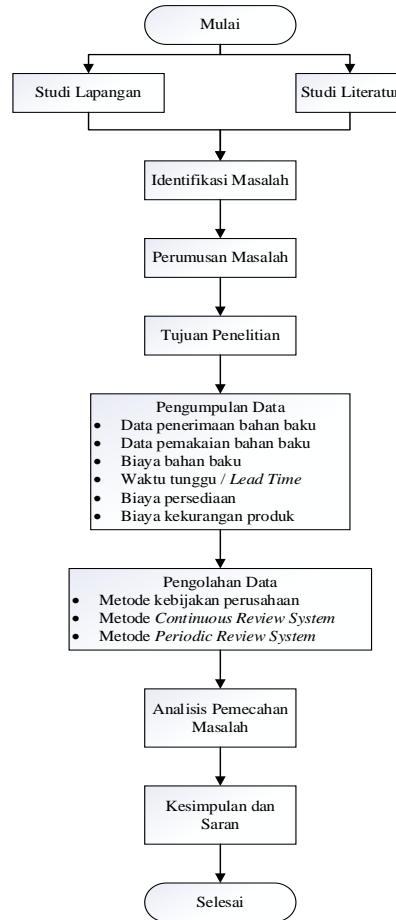 Mulai
Studi Lapangan
Studi Literatur
Identifikasi Masalah
Perumusan Masalah
Tujuan Penelitian
Pengumpulan Data
• Data penerimaan bahan baku
• Data pemakaian bahan baku
• Biaya bahan baku
• Waktu tunggu / Lead Time
• Biaya persediaan
• Biaya kekurangan produk
Pengolahan Data
• Metode kebijakan perusahaan
• Metode Continuous Review System
• Metode Periodic Review System
Analisis Pemecahan
Masalah
Kesimpulan dan
Saran
Selesai